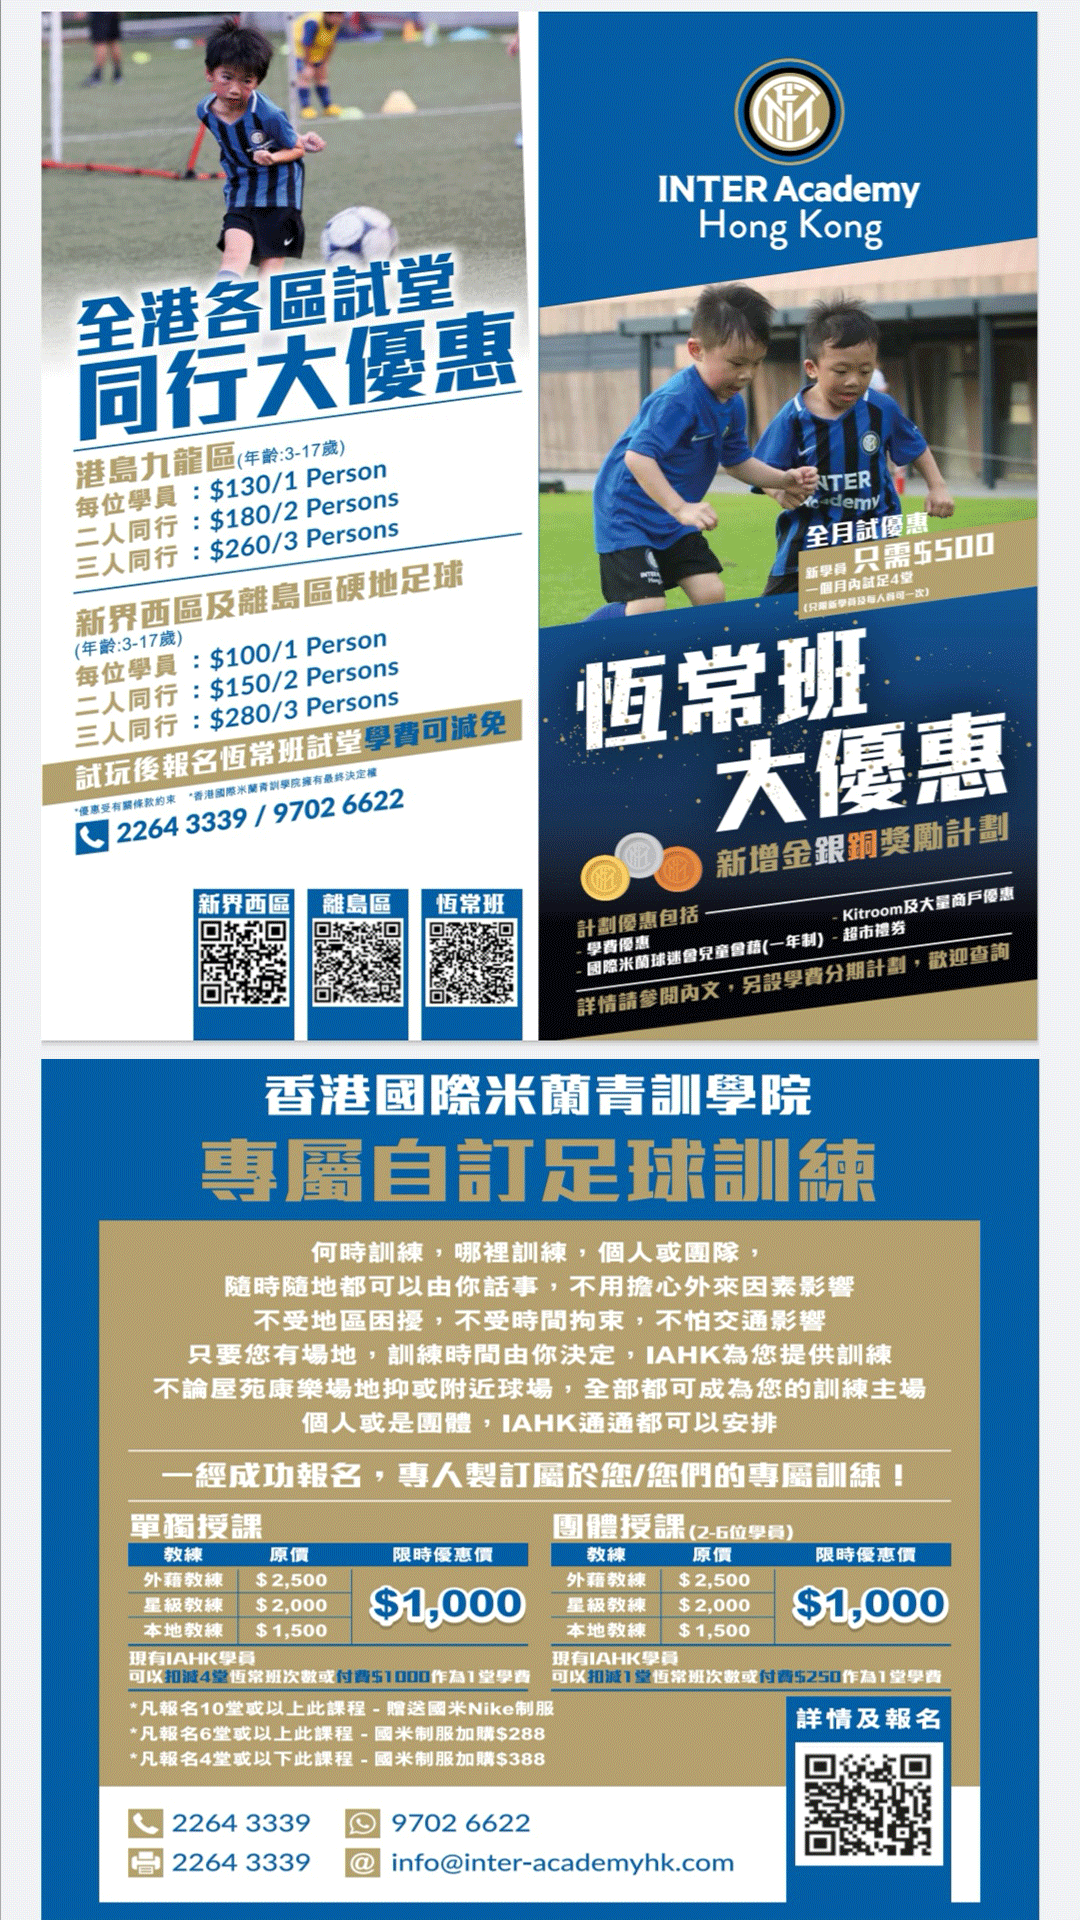 全港各區試堂
同行大優惠
港島九龍區(年齡:3-17歲)
每位學員 : $130/1 Person
二人同行 : $180/2 Persons
三人同行 : $260/3 Persons
新界西區及離島區硬地足球
(年齡:3-17歲)
每位學員 : $100/1 Person
二人同行 : $150/2 Persons
三人同行 : $280/3 Persons
試玩後報名恆常班試堂學費可減免
*優惠受有關條款約束 *香港國際米蘭青訓學院擁有最終決定權
2264 3339 / 9702 6622
新界西區
離島區
恆常班
INTER Academy
Hong Kong
INTER
Academy
全月試優惠
新學員 只需$500
一個月內試足4堂
(只限新學員及每人員可一次)
恆常班
大優惠
新增金銀銅獎勵計劃
計劃優惠包括
- 學費優惠
- 國際米蘭球迷會兒童會藉(一年制)
- Kitroom及大量商戶優惠
- 超市禮券
詳情請參閱內文，另設學費分期計劃，歡迎查詢
香港國際米蘭青訓學院
專屬自訂足球訓練
何時訓練，哪裡訓練，個人或團隊，
隨時隨地都可以由你話事，不用擔心外來因素影響
不受地區困擾，不受時間拘束，不怕交通影響
只要您有場地，訓練時間由你決定，IAHK為您提供訓練
不論屋苑康樂場地抑或附近球場，全部都可成為您的訓練主場
個人或是團體，IAHK通通都可以安排
一經成功報名，專人製訂屬於您/您們的專屬訓練！
單獨授課
教練 原價 限時優惠價
外藉教練 $2,500
星級教練 $2,000
本地教練 $1,500
$1,000
現有IAHK學員
可以扣減4堂恆常班次數或付費$1000作為1堂學費
團體授課(2-6位學員)
教練 原價 限時優惠價
外藉教練 $2,500
星級教練 $2,000
本地教練 $1,500
$1,000
現有IAHK學員
可以扣減1堂恆常班次數或付費$250作為1堂學費
*凡報名10堂或以上此課程 - 贈送國米Nike制服
*凡報名6堂或以上此課程 - 國米制服加購$288
*凡報名4堂或以下此課程 - 國米制服加購$388
詳情及報名
2264 3339
9702 6622
2264 3339
info@inter-academyhk.com